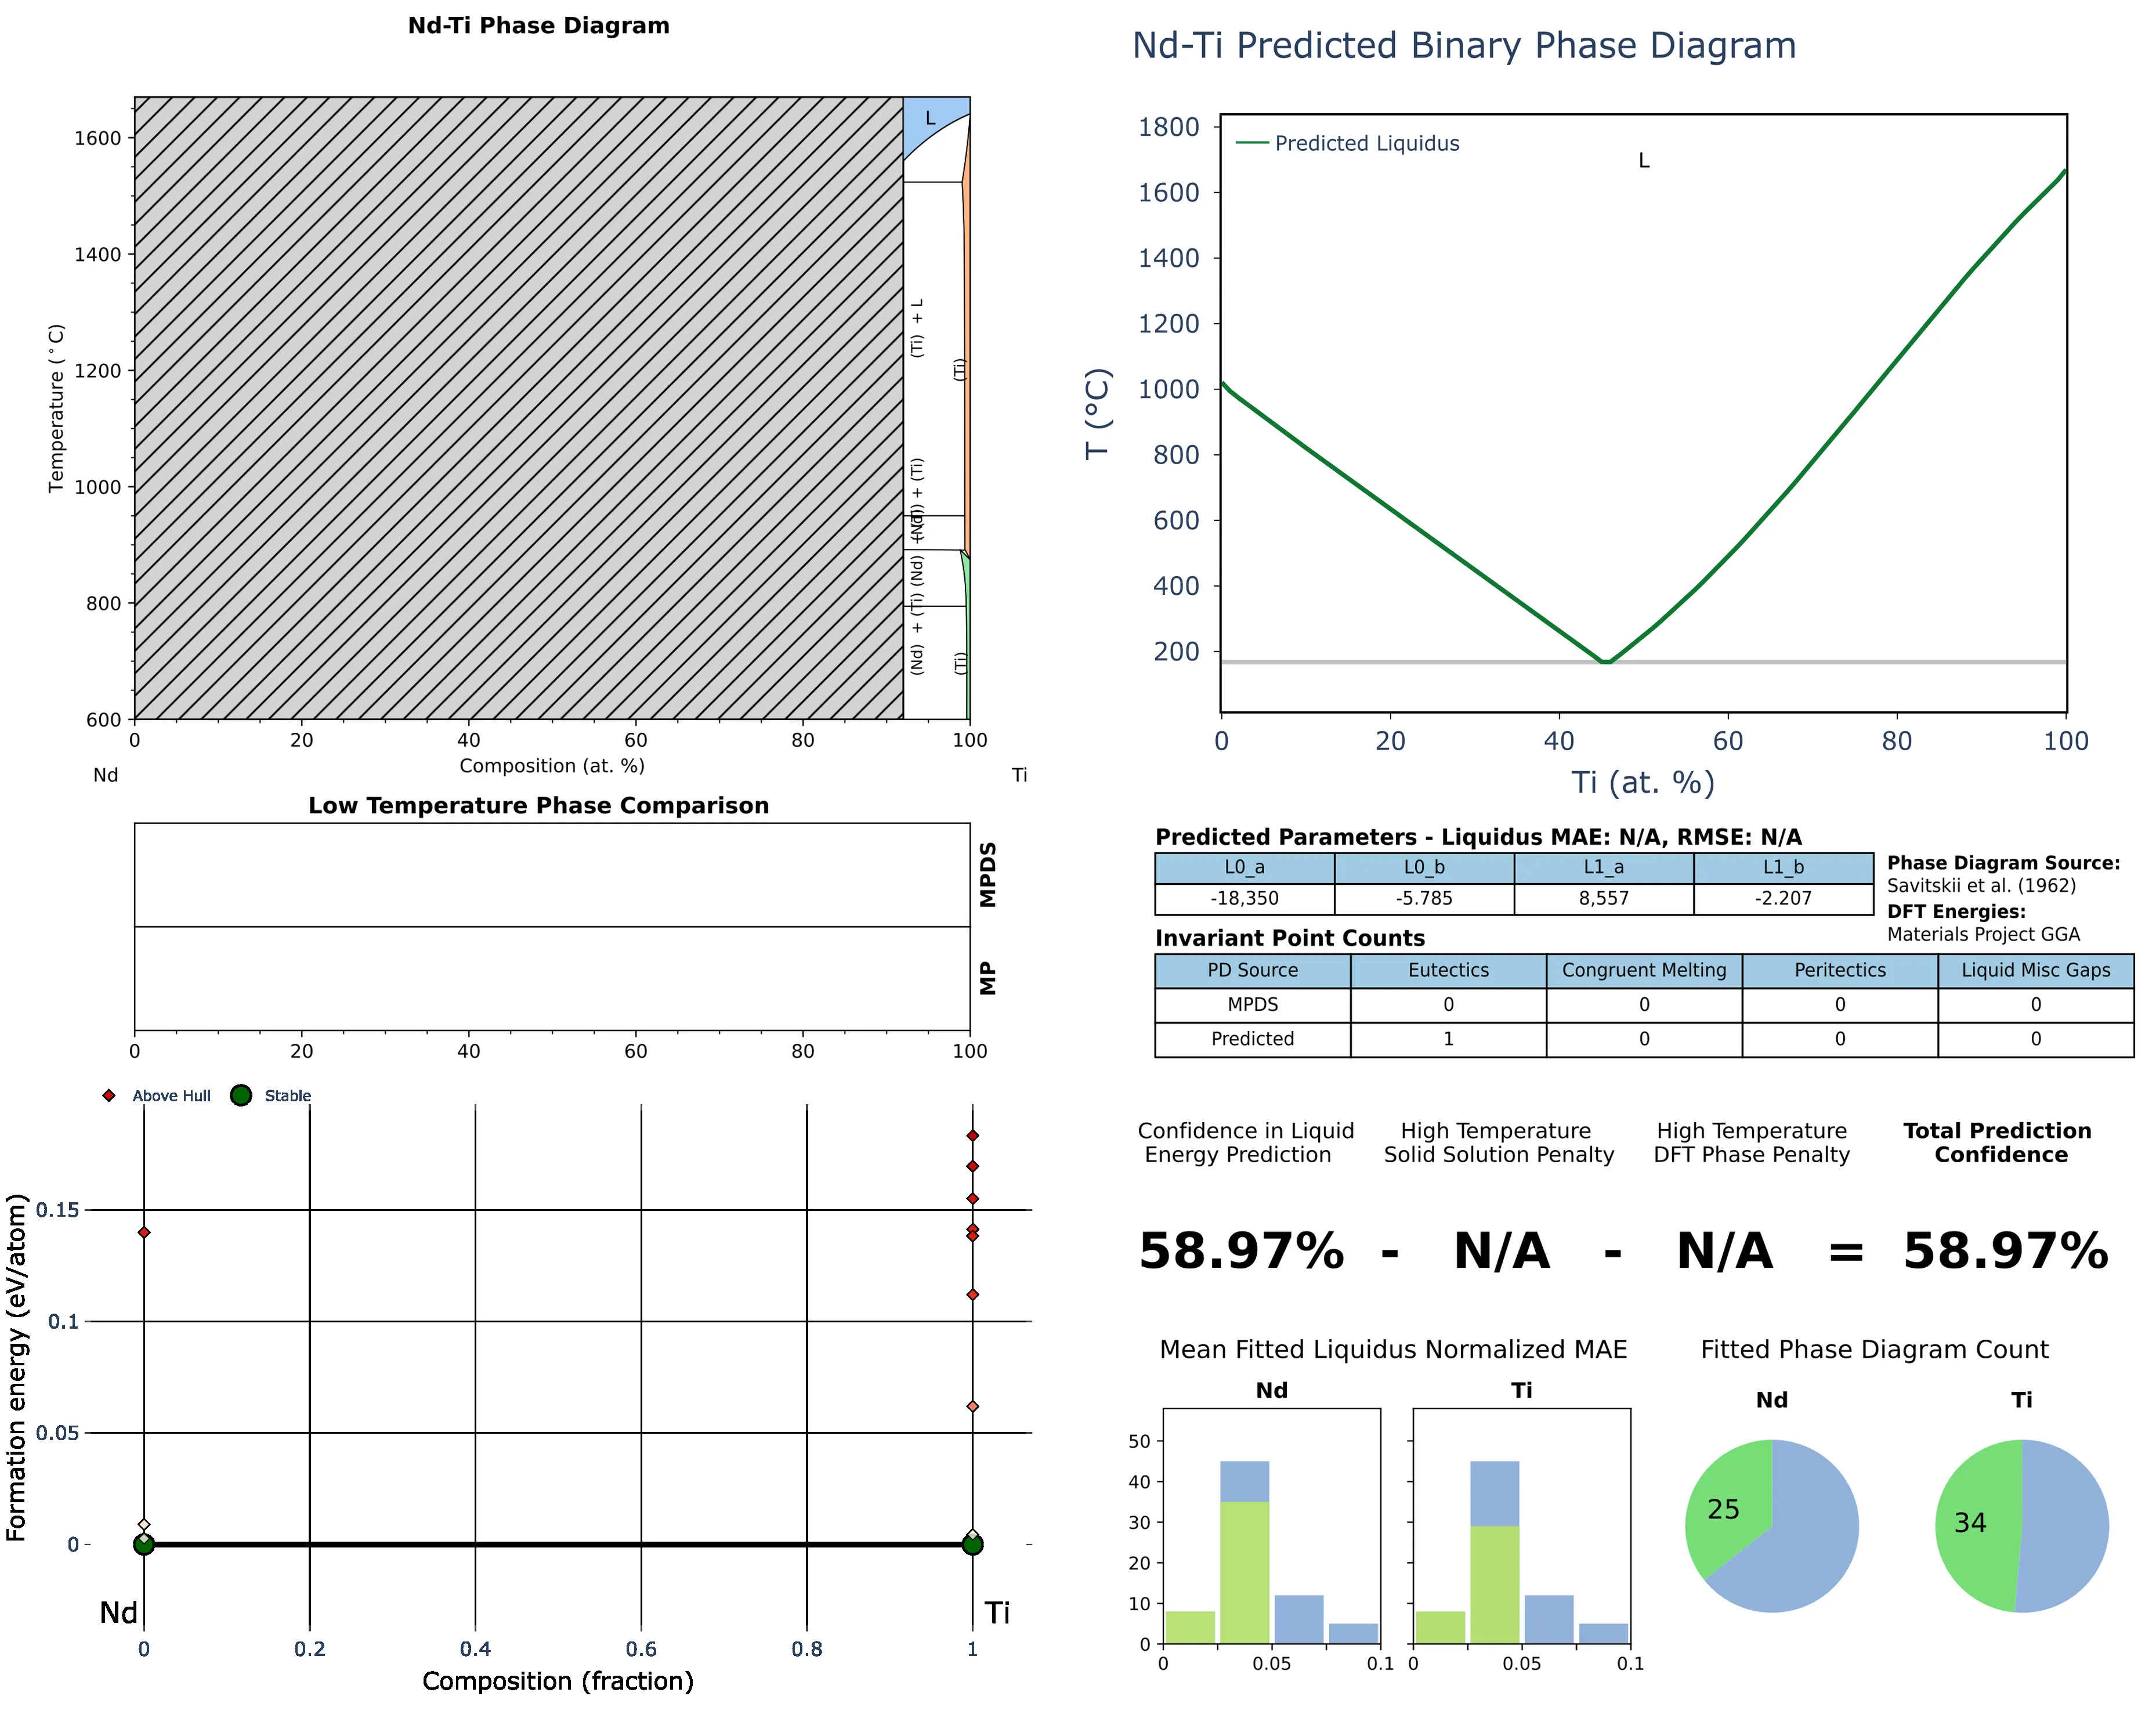 Nd-Ti Phase Diagram
Temperature (°C)
1600
1400
1200
1000
800
600
L
(Ti) + L
(Ti)
(Nd) + (Ti)
(Nd) + (Ti)
(Ti)
0 20 40 60 80 100
Composition (at. %)
Nd Ti
Low Temperature Phase Comparison
MPDS
MP
0 20 40 60 80 100
Above Hull Stable
Formation energy (eV/atom)
0.15
0.1
0.05
0
Nd Ti
0 0.2 0.4 0.6 0.8 1
Composition (fraction)
Nd-Ti Predicted Binary Phase Diagram
Predicted Liquidus
L
T (°C)
1800
1600
1400
1200
1000
800
600
400
200
0 20 40 60 80 100
Ti (at. %)
Predicted Parameters - Liquidus MAE: N/A, RMSE: N/A
L0_a L0_b L1_a L1_b
-18,350 -5.785 8,557 -2.207
Phase Diagram Source:
Savitskii et al. (1962)
DFT Energies:
Materials Project GGA
Invariant Point Counts
PD Source Eutectics Congruent Melting Peritectics Liquid Misc Gaps
MPDS 0 0 0 0
Predicted 1 0 0 0
Confidence in Liquid
Energy Prediction
High Temperature
Solid Solution Penalty
High Temperature
DFT Phase Penalty
Total Prediction
Confidence
58.97% - N/A - N/A = 58.97%
Mean Fitted Liquidus Normalized MAE
Nd Ti
50
40
30
20
10
0
0 0.05 0.1 0 0.05 0.1
Fitted Phase Diagram Count
Nd Ti
25 34